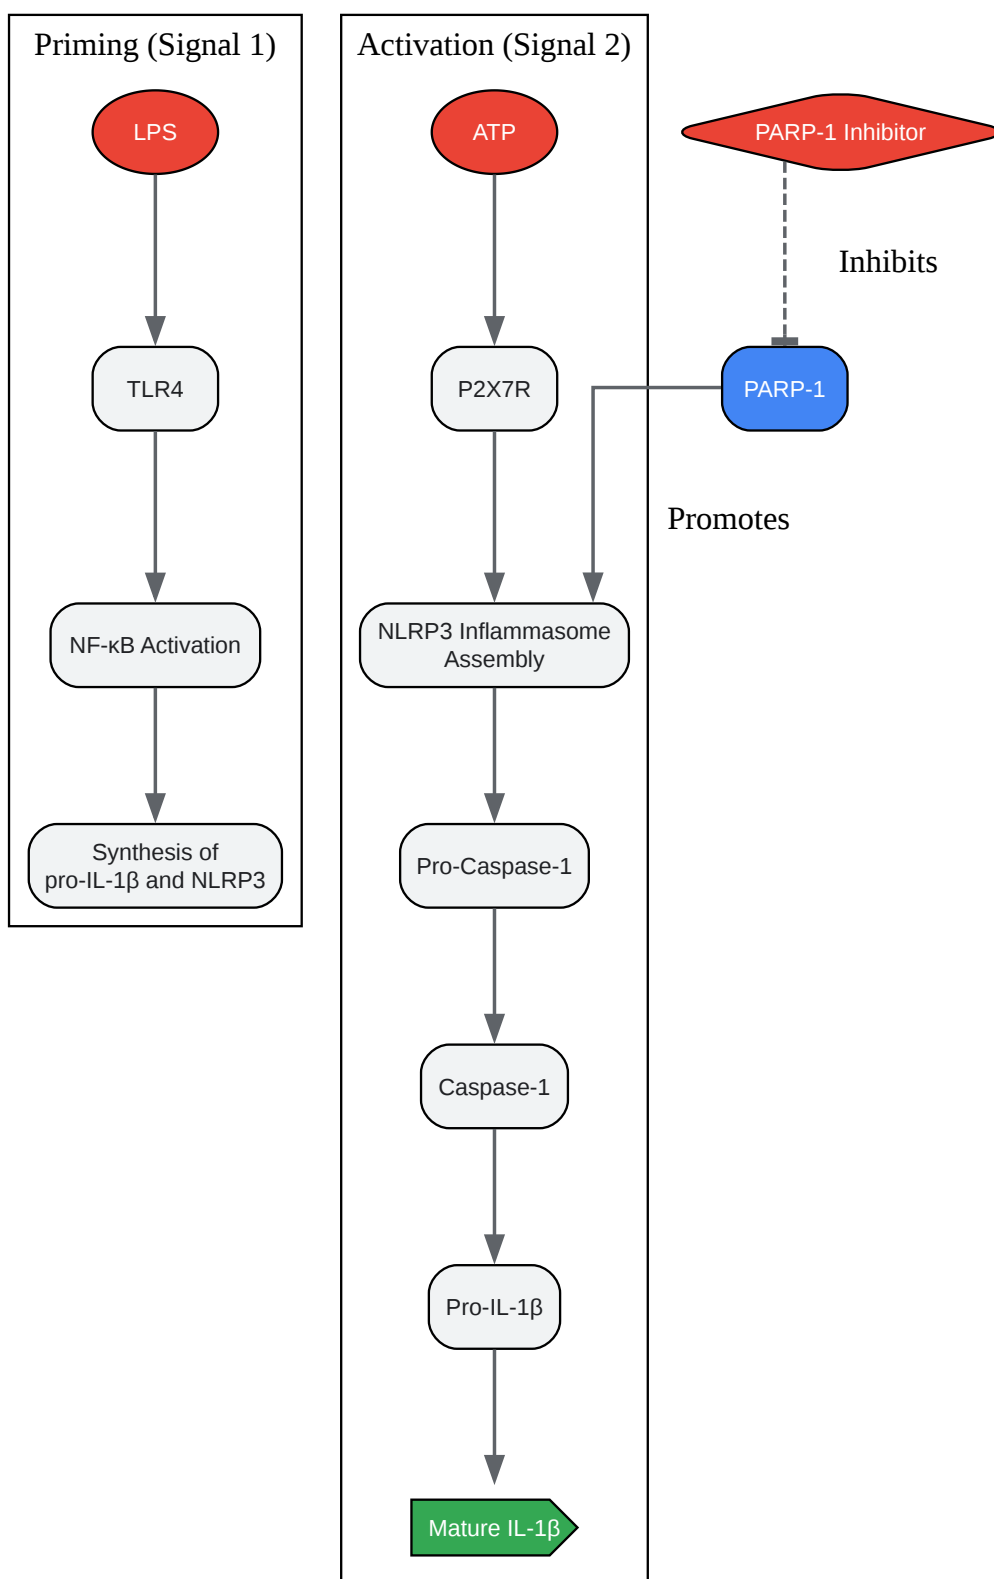 Priming (Signal 1)
LPS
TLR4
NF-κB Activation
Synthesis of
pro-IL-1β and NLRP3
Activation (Signal 2)
ATP
P2X7R
NLRP3 Inflammasome
Assembly
Pro-Caspase-1
Caspase-1
Pro-IL-1β
Mature IL-1β
PARP-1 Inhibitor
Inhibits
PARP-1
Promotes